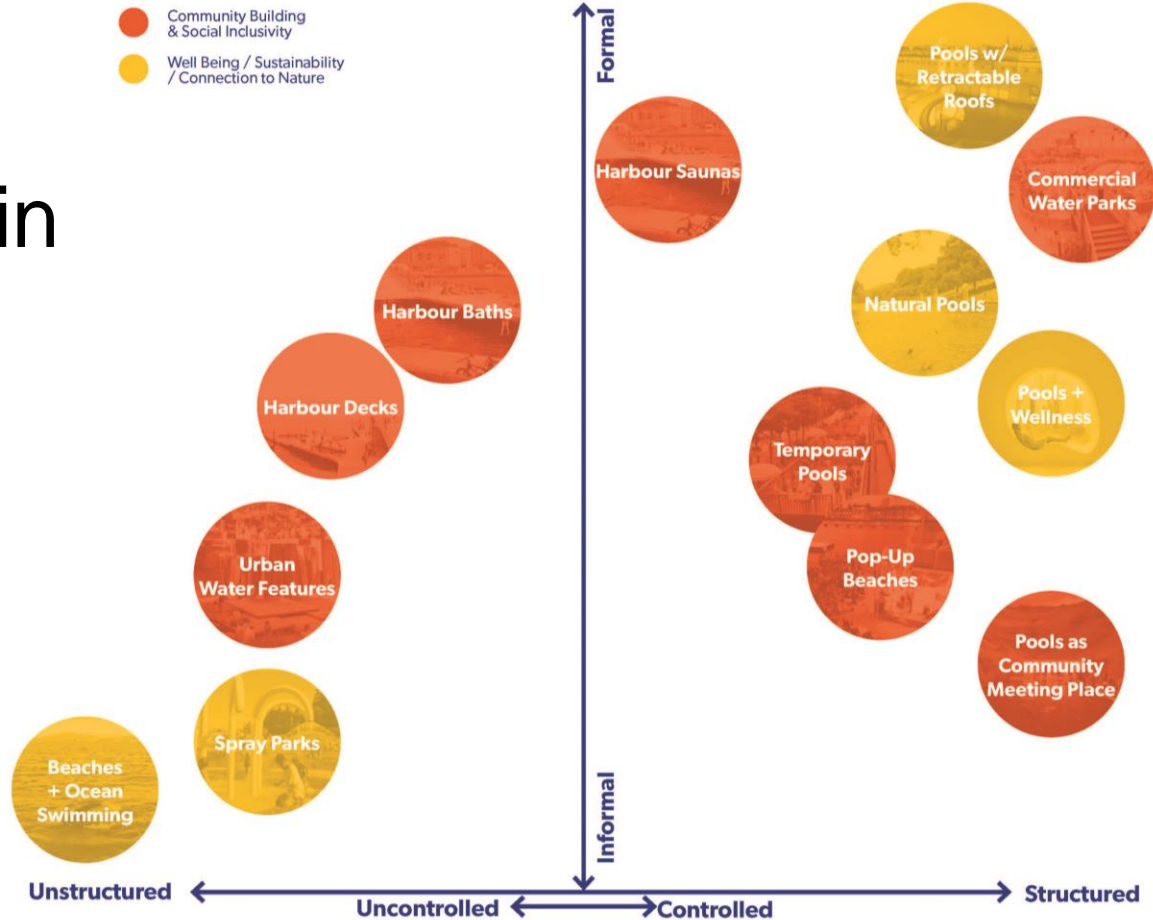 Community Building
& Social Inclusivity
Well Being / Sustainability
/ Connection to Nature
in
Formal
Pools w/
Retractable
Roofs
Harbour Saunas
Commercial
Water Parks
Harbour Baths
Natural Pools
Harbour Decks
Pools +
Wellness
Temporary
Pools
Urban
Water Features
Pop-Up
Beaches
Pools as
Community
Meeting Place
Spray Parks
Beaches
+ Ocean
Swimming
Informal
Unstructured
Structured
Uncontrolled
Controlled